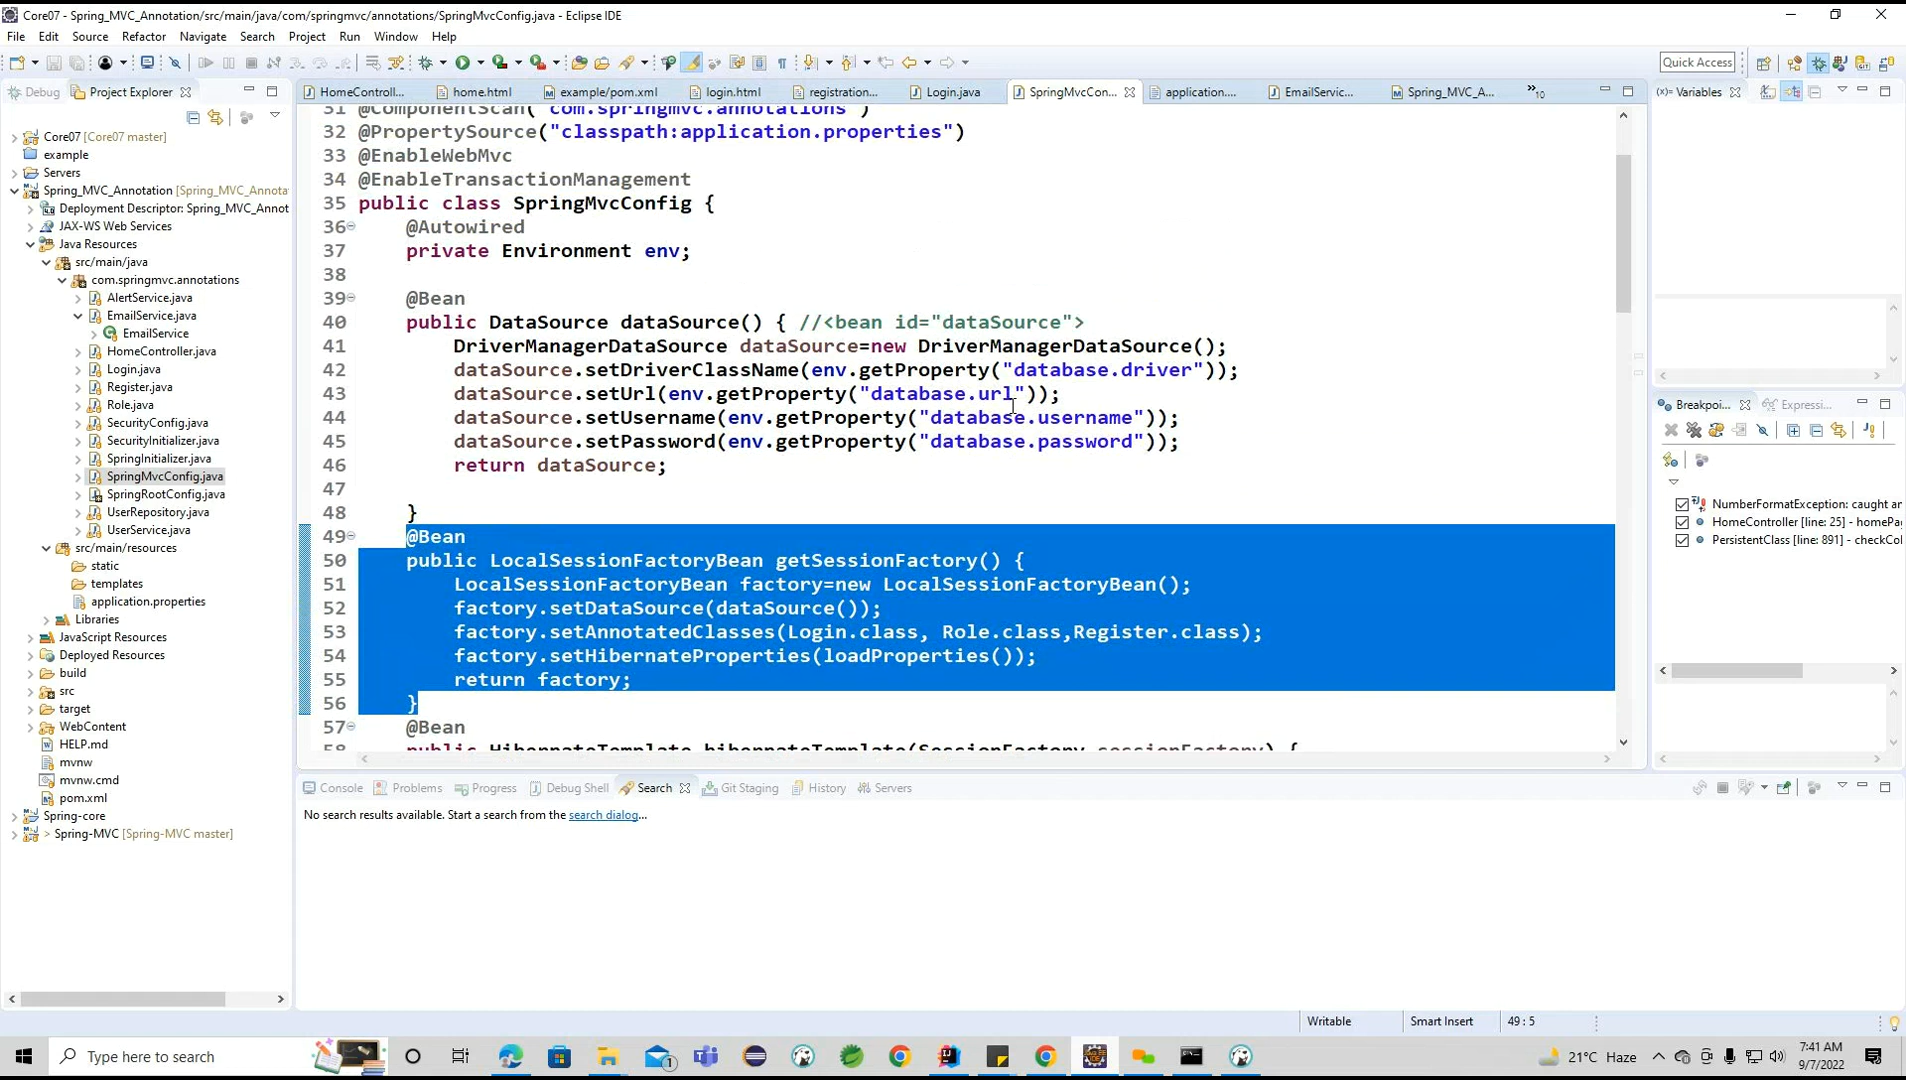 Core07 - Spring_MVC_Annotation/src/main/java/com/springmvc/annotations/SpringMvcConfig.java - Eclipse IDE
File Edit Source Refactor Navigate Search Project Run Window Help
Quick Access
Debug Project Explorer
HomeControll... home.html example/pom.xml login.html registration... Login.java SpringMvcCon... application.... EmailServic... Spring_MVC_A... »10
(x)= Variables
Core07 [Core07 master]
example
Servers
Spring_MVC_Annotation [Spring_MVC_Annota
Deployment Descriptor: Spring_MVC_Annot
JAX-WS Web Services
Java Resources
src/main/java
com.springmvc.annotations
AlertService.java
EmailService.java
EmailService
HomeController.java
Login.java
Register.java
Role.java
SecurityConfig.java
SecurityInitializer.java
SpringInitializer.java
SpringMvcConfig.java
SpringRootConfig.java
UserRepository.java
UserService.java
src/main/resources
static
templates
application.properties
Libraries
JavaScript Resources
Deployed Resources
build
src
target
WebContent
HELP.md
mvnw
mvnw.cmd
pom.xml
Spring-core
> Spring-MVC [Spring-MVC master]
31 @ComponentScan("com.springmvc.annotations")
32 @PropertySource("classpath:application.properties")
33 @EnableWebMvc
34 @EnableTransactionManagement
35 public class SpringMvcConfig {
36 @Autowired
37 private Environment env;
38
39 @Bean
40 public DataSource dataSource() { //<bean id="dataSource">
41 DriverManagerDataSource dataSource=new DriverManagerDataSource();
42 dataSource.setDriverClassName(env.getProperty("database.driver"));
43 dataSource.setUrl(env.getProperty("database.url"));
44 dataSource.setUsername(env.getProperty("database.username"));
45 dataSource.setPassword(env.getProperty("database.password"));
46 return dataSource;
47
48 }
49 @Bean
50 public LocalSessionFactoryBean getSessionFactory() {
51 LocalSessionFactoryBean factory=new LocalSessionFactoryBean();
52 factory.setDataSource(dataSource());
53 factory.setAnnotatedClasses(Login.class, Role.class,Register.class);
54 factory.setHibernateProperties(loadProperties());
55 return factory;
56 }
57 @Bean
58 public HibernateTemplate hibernateTemplate(SessionFactory sessionFactory) {
Breakpoi... Expressi...
NumberFormatException: caught an
HomeController [line: 25] - homePa
PersistentClass [line: 891] - checkCol
Console Problems Progress Debug Shell Search Git Staging History Servers
No search results available. Start a search from the search dialog...
Writable Smart Insert 49 : 5
Type here to search
1
21°C Haze
7:41 AM
9/7/2022